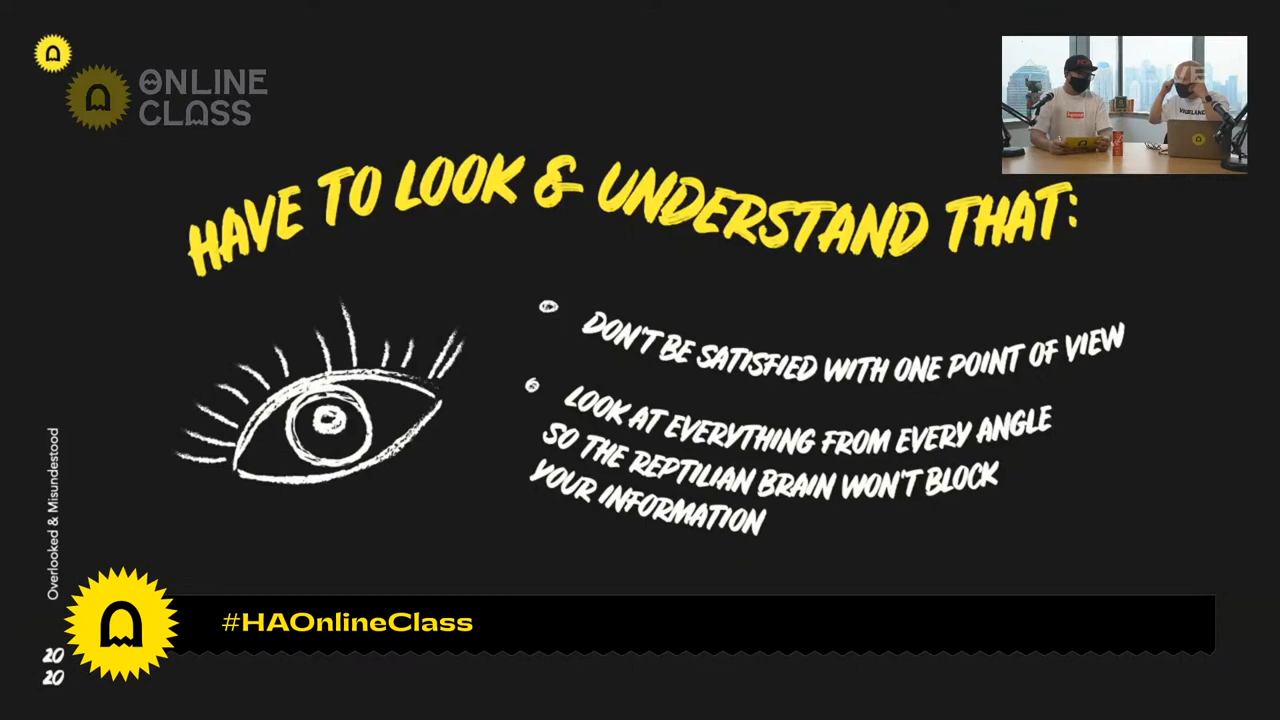 ONLINE
CLASS
LIVE
HAVE TO LOOK & UNDERSTAND THAT:
DON'T BE SATISFIED WITH ONE POINT OF VIEW
LOOK AT EVERYTHING FROM EVERY ANGLE
SO THE REPTILIAN BRAIN WON'T BLOCK
YOUR INFORMATION
Overlooked & Misundestood
#HAOnlineClass
20
20